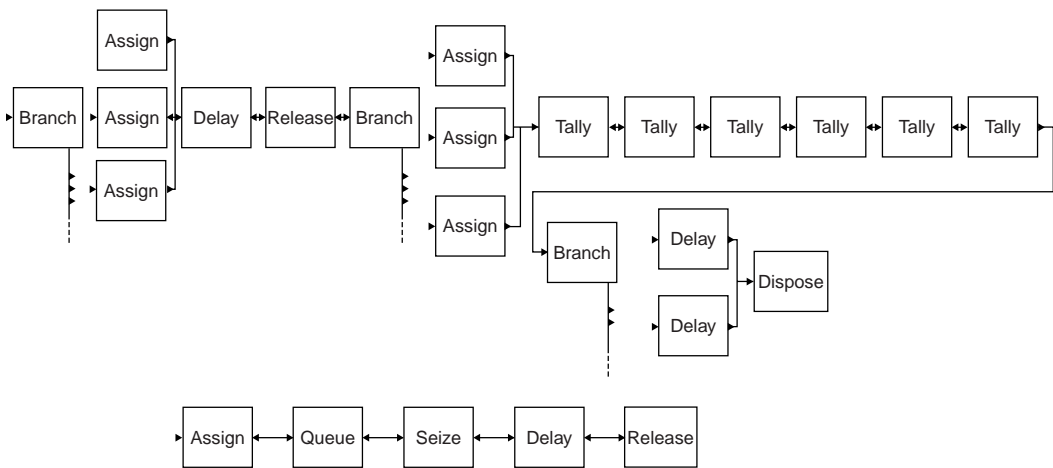 Assign
Branch
Assign
Delay
Release
Branch
Assign
Assign
Assign
Assign
Tally
Tally
Tally
Tally
Tally
Tally
Branch
Delay
Delay
Dispose
Assign
Queue
Seize
Delay
Release